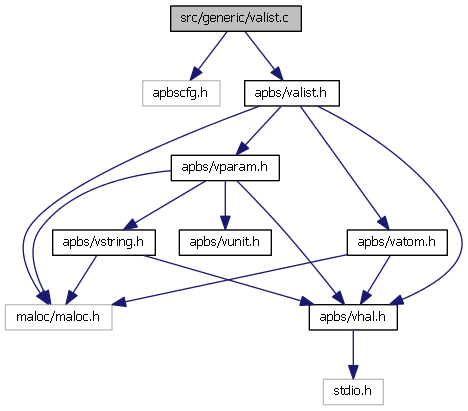 src/generic/valist.c
apbscfg.h
apbs/valist.h
apbs/vparam.h
apbs/vstring.h
apbs/vunit.h
apbs/vatom.h
maloc/maloc.h
apbs/vhal.h
stdio.h